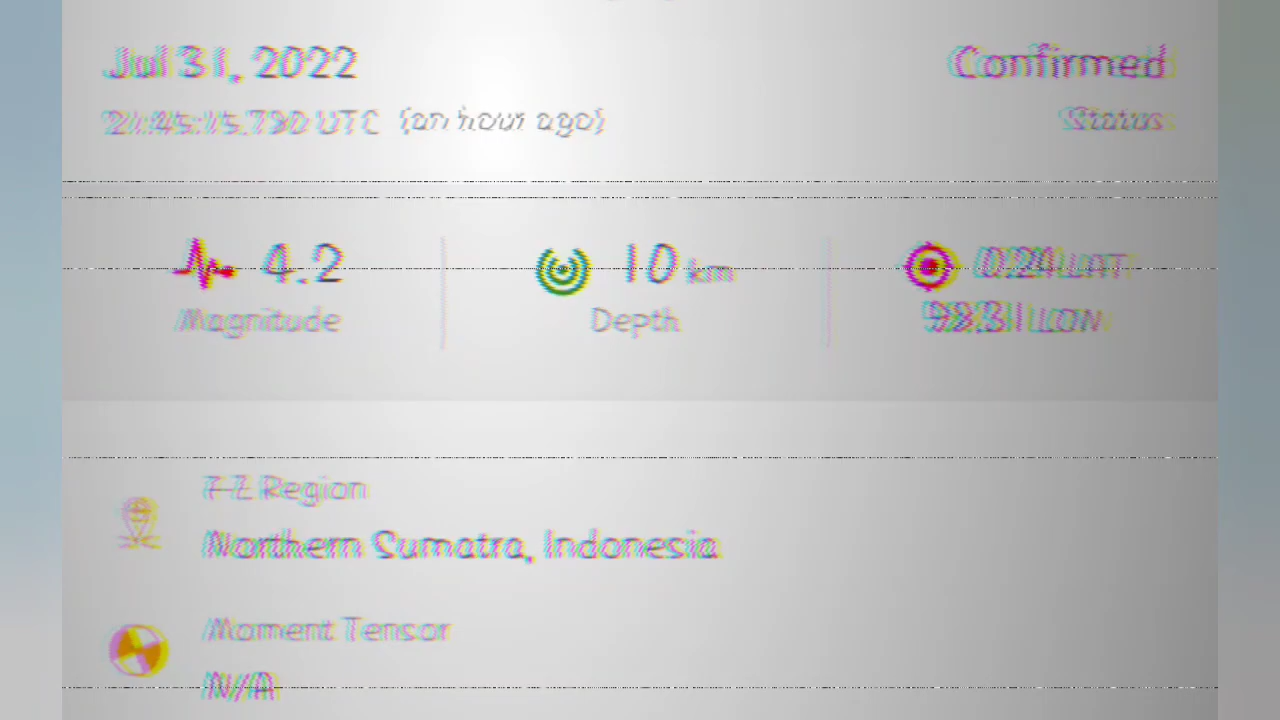 Jul 31, 2022
Confirmed
UTC (an hour ago)
Status
4.2
10 km
LAT
Magnitude
Depth
LON
F-E Region
Northern Sumatra, Indonesia
Moment Tensor
N/A